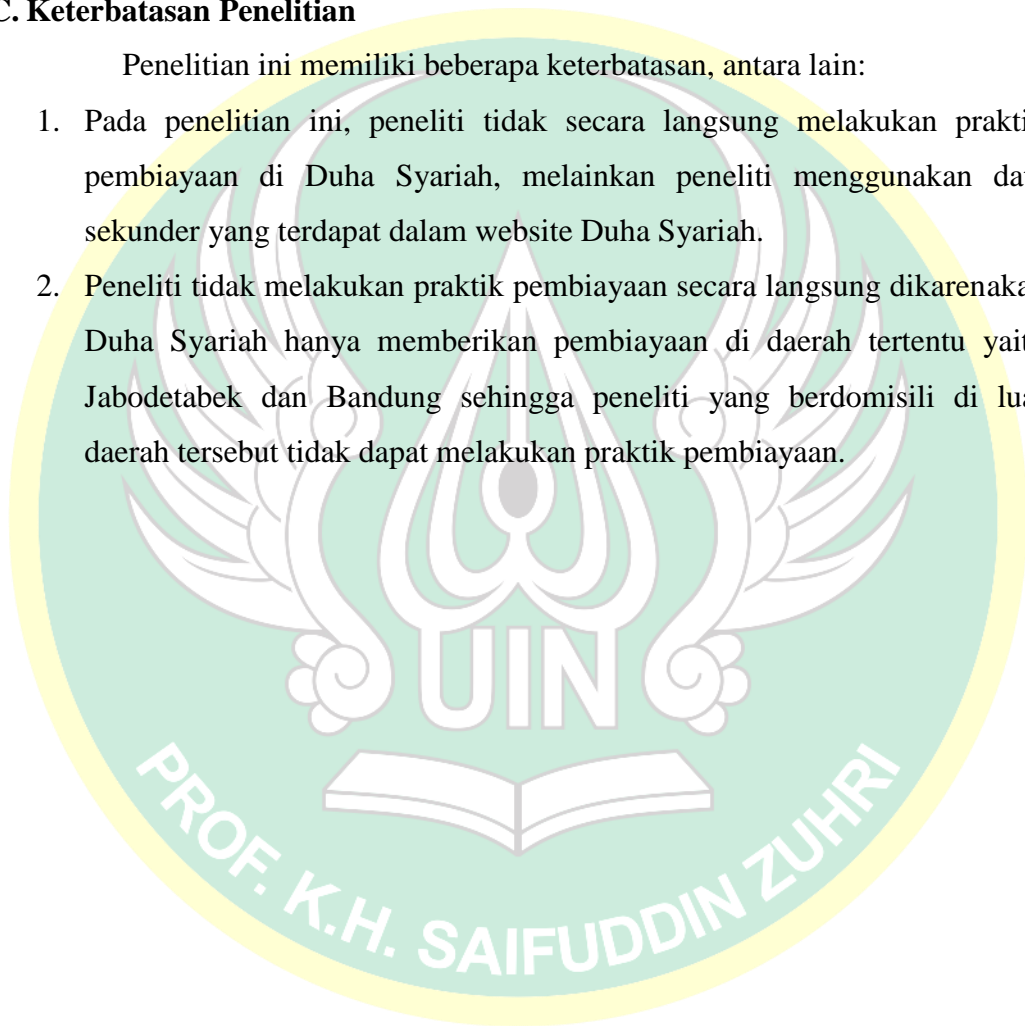 C. Keterbatasan Penelitian
Penelitian ini memiliki beberapa keterbatasan, antara lain:
1. Pada penelitian ini, peneliti tidak secara langsung melakukan prakti
pembiayaan di Duha Syariah, melainkan peneliti menggunakan dat
sekunder yang terdapat dalam website Duha Syariah.
2. Peneliti tidak melakukan praktik pembiayaan secara langsung dikarenaka
Duha Syariah hanya memberikan pembiayaan di daerah tertentu yait
Jabodetabek dan Bandung sehingga peneliti yang berdomisili di lua
daerah tersebut tidak dapat melakukan praktik pembiayaan.
UIN
PROF. K.H. SAIFUDDIN ZUHRI